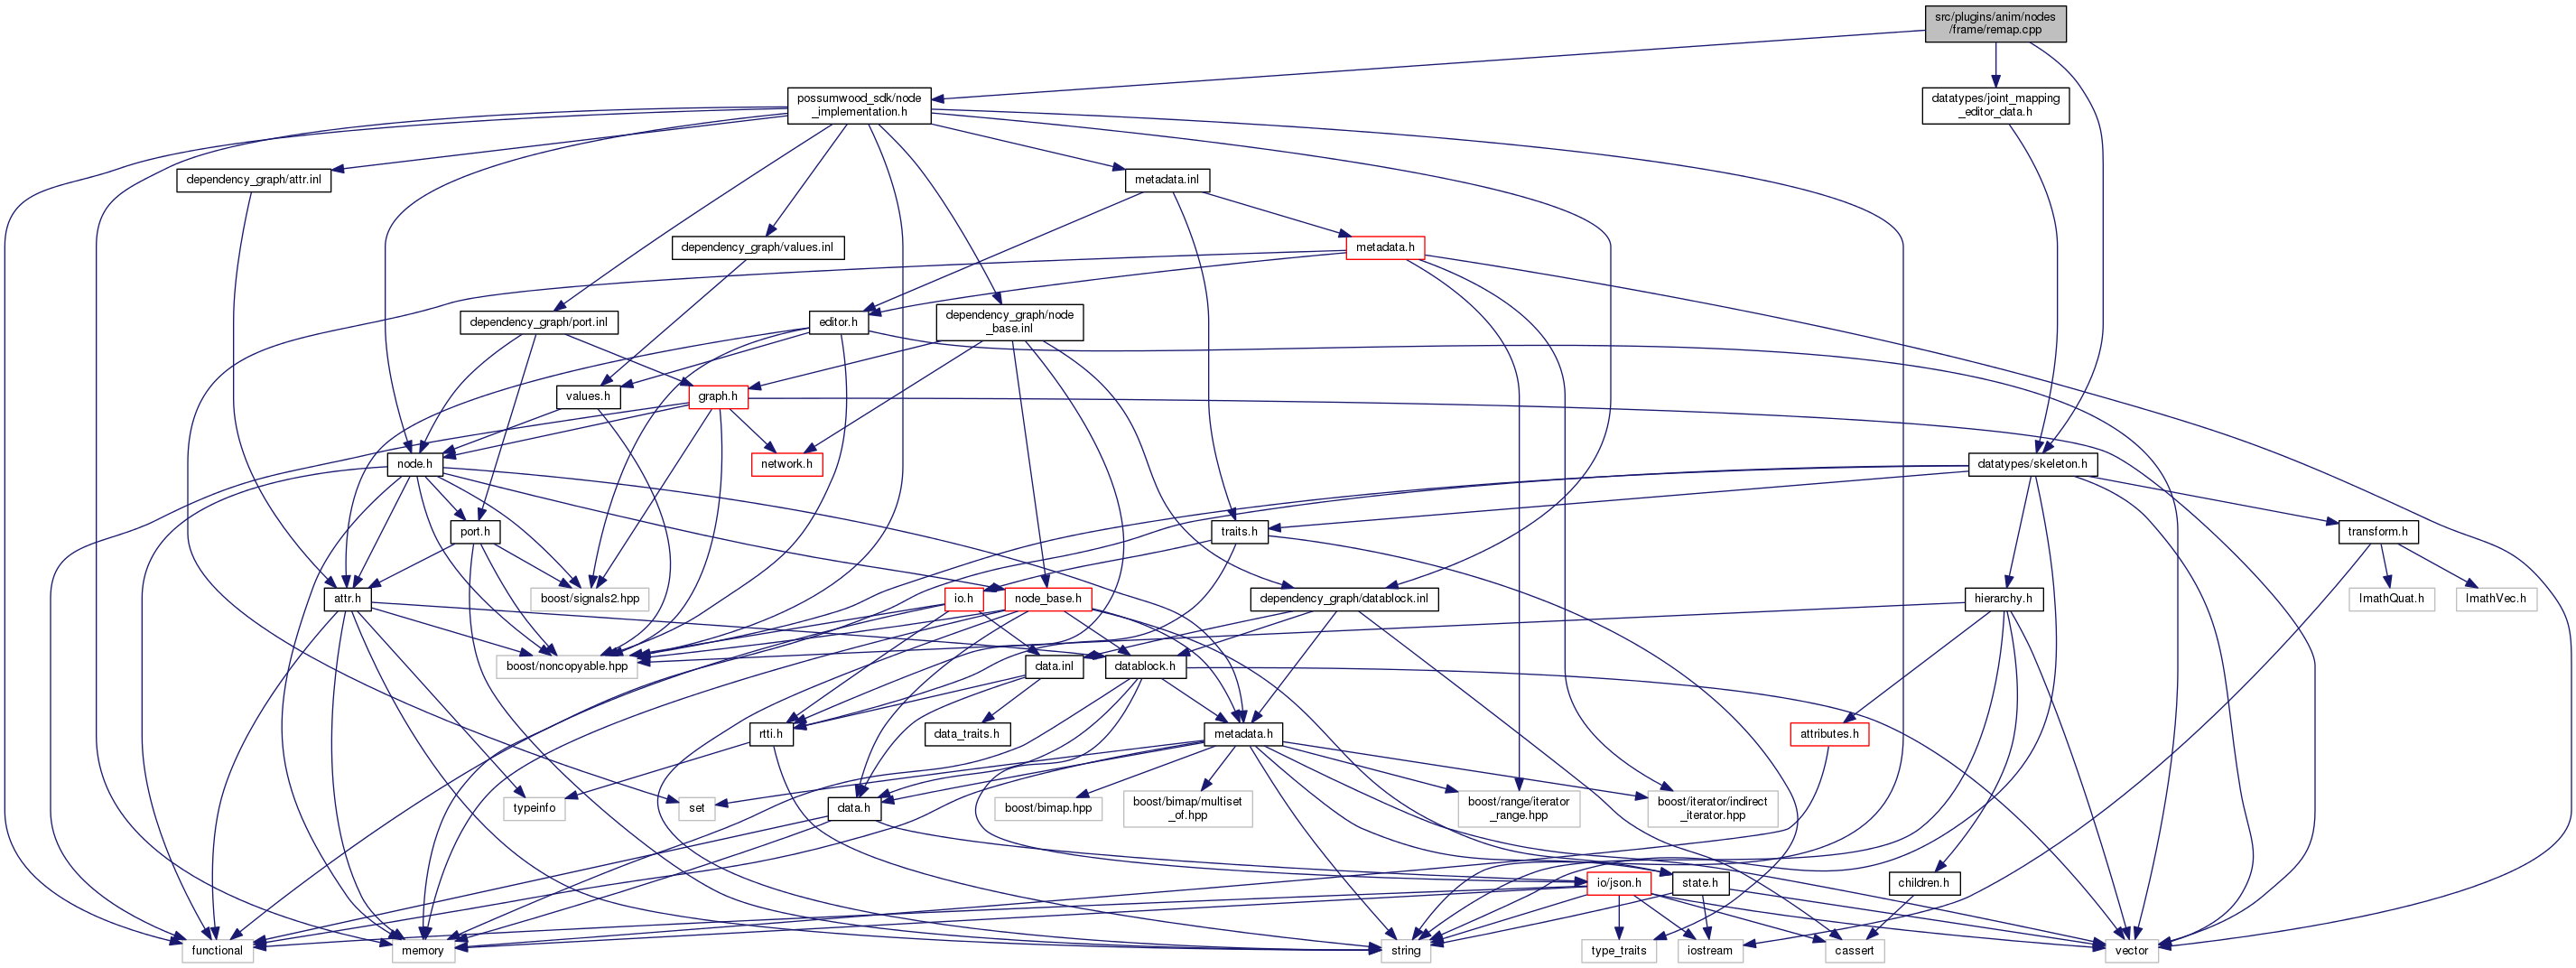 src/plugins/anim/nodes
/frame/remap.cpp
possumwood_sdk/node
_implementation.h
datatypes/joint_mapping
_editor_data.h
dependency_graph/attr.inl
metadata.inl
dependency_graph/values.inl
metadata.h
dependency_graph/port.inl
editor.h
dependency_graph/node
_base.inl
values.h
graph.h
node.h
network.h
datatypes/skeleton.h
port.h
traits.h
transform.h
attr.h
boost/signals2.hpp
io.h
node_base.h
dependency_graph/datablock.inl
hierarchy.h
ImathQuat.h
ImathVec.h
boost/noncopyable.hpp
data.inl
datablock.h
rtti.h
data_traits.h
metadata.h
attributes.h
typeinfo
set
data.h
boost/bimap.hpp
boost/bimap/multiset
_of.hpp
boost/range/iterator
_range.hpp
boost/iterator/indirect
_iterator.hpp
io/json.h
state.h
children.h
functional
memory
string
type_traits
iostream
cassert
vector